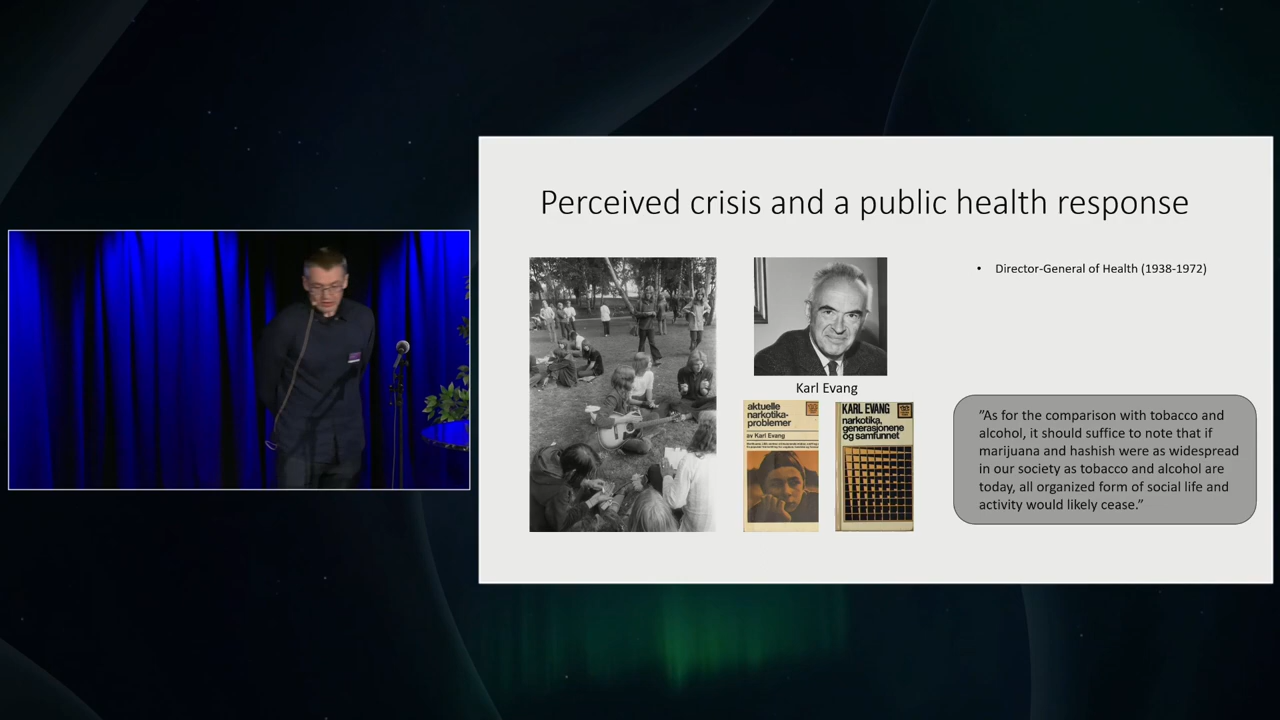 Perceived crisis and a public health response
• Director-General of Health (1938-1972)
Karl Evang
aktuelle
narkotika-
problemer
av Karl Evang
KARL EVANG
narkotika,
generasjonene
og samfunnet
”As for the comparison with tobacco and
alcohol, it should suffice to note that if
marijuana and hashish were as widespread
in our society as tobacco and alcohol are
today, all organized form of social life and
activity would likely cease.”